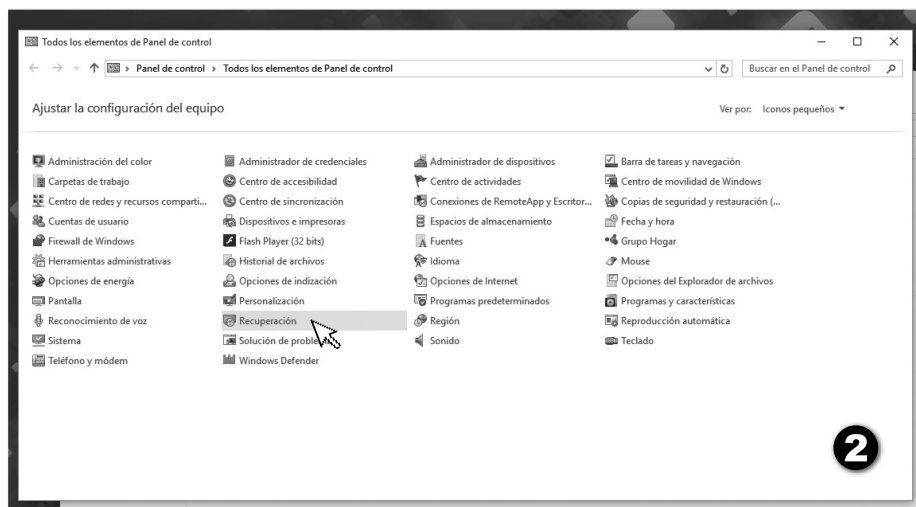 Todos los elementos de Panel de control
Panel de control > Todos los elementos de Panel de control
Buscar en el Panel de control
Ajustar la configuración del equipo
Ver por: Iconos pequeños
Administración del color Administrador de credenciales Administrador de dispositivos Barra de tareas y navegación
Carpetas de trabajo Centro de accesibilidad Centro de actividades Centro de movilidad de Windows
Centro de redes y recursos comparti... Centro de sincronización Conexiones de RemoteApp y Escritor... Copias de seguridad y restauración (...
Cuentas de usuario Dispositivos e impresoras Espacios de almacenamiento Fecha y hora
Firewall de Windows Flash Player (32 bits) Fuentes Grupo Hogar
Herramientas administrativas Historial de archivos Idioma Mouse
Opciones de energía Opciones de indización Opciones de Internet Opciones del Explorador de archivos
Pantalla Personalización Programas predeterminados Programas y características
Reconocimiento de voz Recuperación Región Reproducción automática
Sistema Solución de Sonido Teclado
Teléfono y módem Windows Defender
2